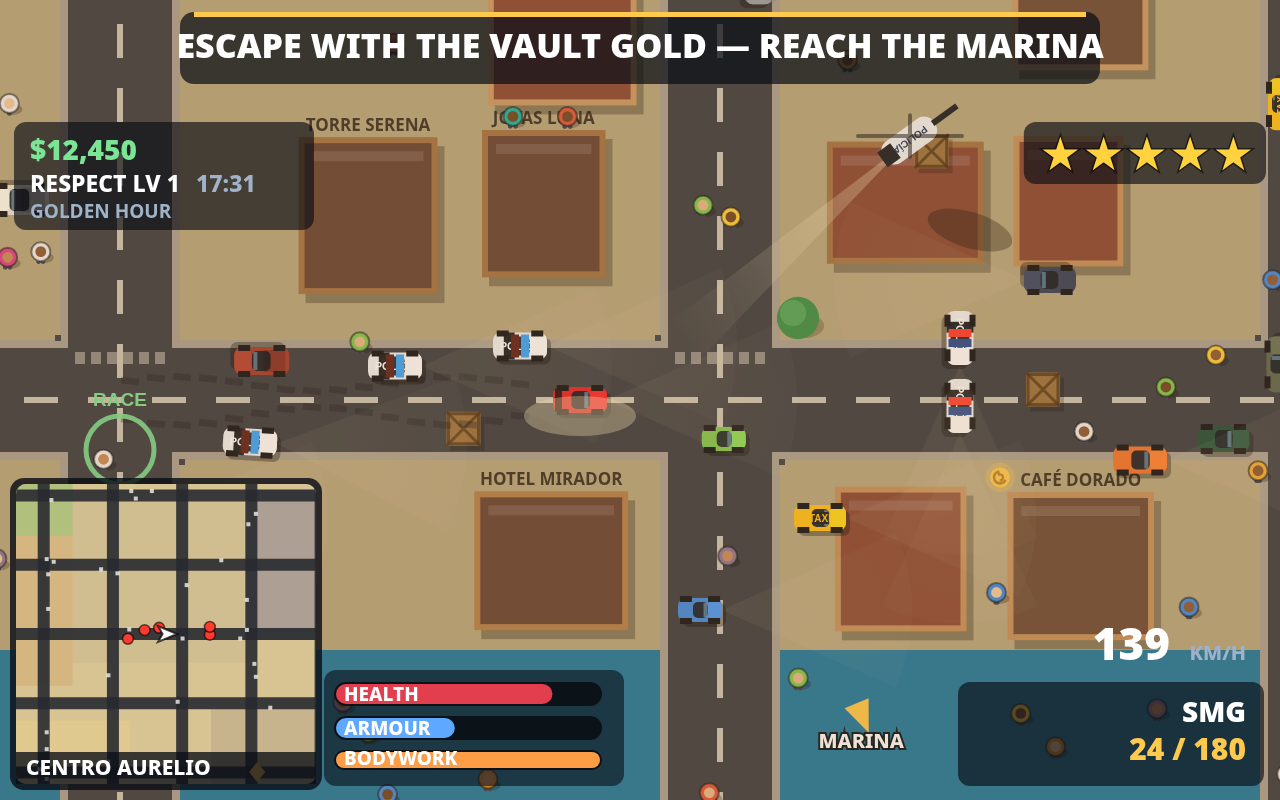 ESCAPE WITH THE VAULT GOLD — REACH THE MARINA
TORRE SERENA
$12,450
RESPECT LV 1 17:31
GOLDEN HOUR
POLICÍA
RACE
HOTEL MIRADOR
CAFÉ DORADO
TAXI
139 KM/H
HEALTH
ARMOUR
BODYWORK
MARINA
SMG
24 / 180
CENTRO AURELIO